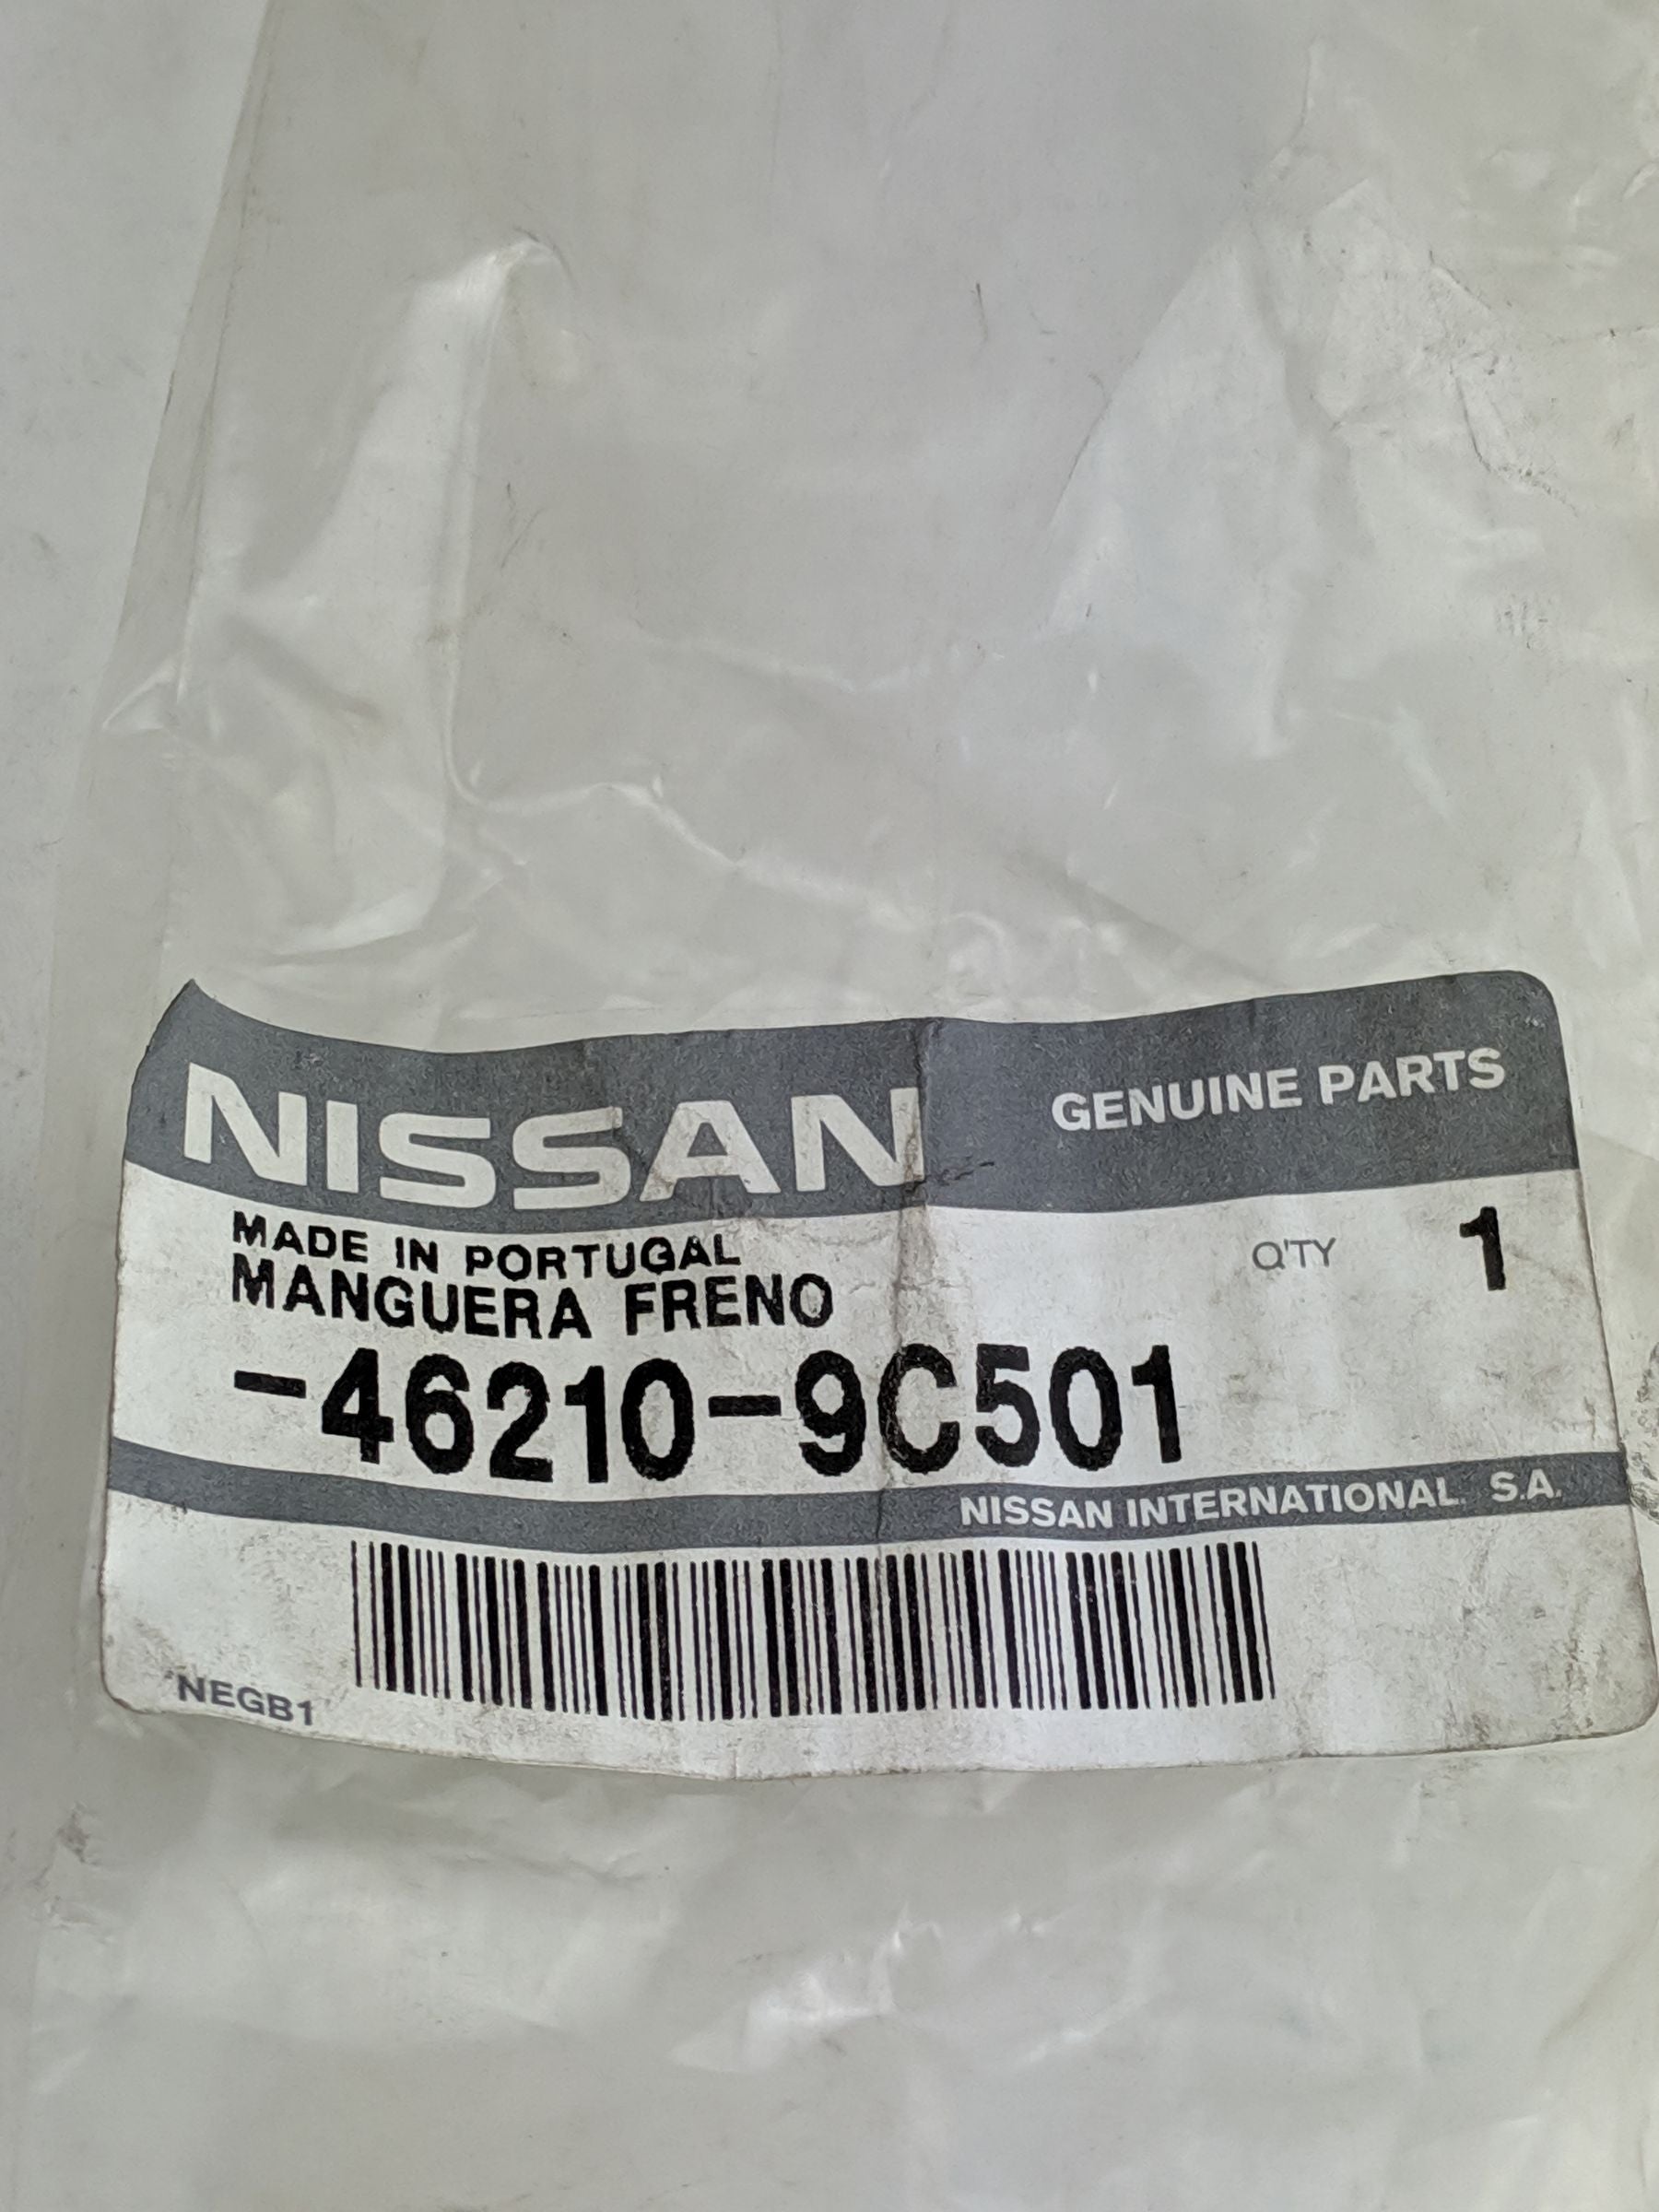 NISSAN GENUINE PARTS
MADE IN PORTUGAL
MANGUERA FRENO
Q'TY 1
-46210-9C501
NISSAN INTERNATIONAL S.A.
NEGB1